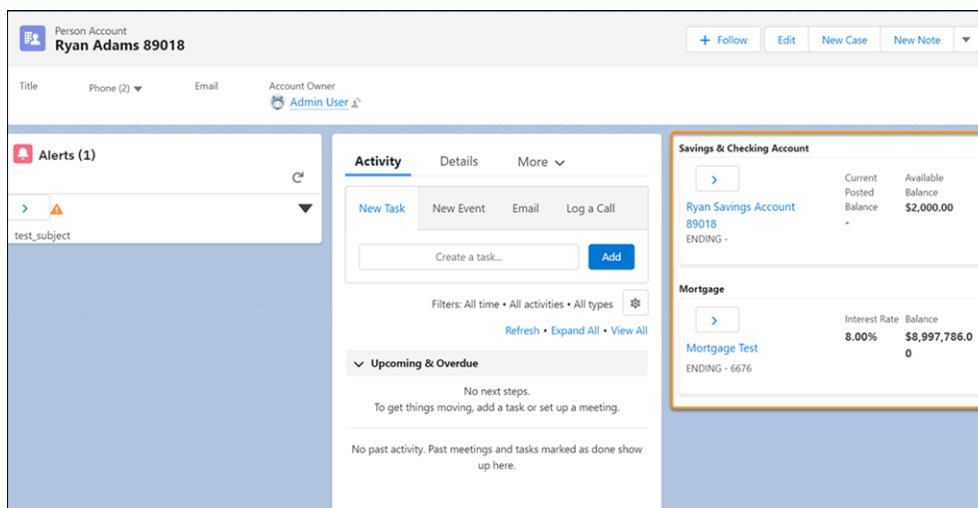 Person Account
Ryan Adams 89018
Follow
Edit
New Case
New Note
Title
Phone (2)
Email
Account Owner
Admin User
Alerts (1)
test_subject
Activity
Details
More
New Task
New Event
Email
Log a Call
Create a task...
Add
Filters: All time • All activities • All types
Refresh • Expand All • View All
Upcoming & Overdue
No next steps.
To get things moving, add a task or set up a meeting.
No past activity. Past meetings and tasks marked as done show
up here.
Savings & Checking Account
Ryan Savings Account
89018
ENDING -
Current
Posted
Balance
-
Available
Balance
$2,000.00
Mortgage
Mortgage Test
ENDING - 6676
Interest Rate
8.00%
Balance
$8,997,786.0
0